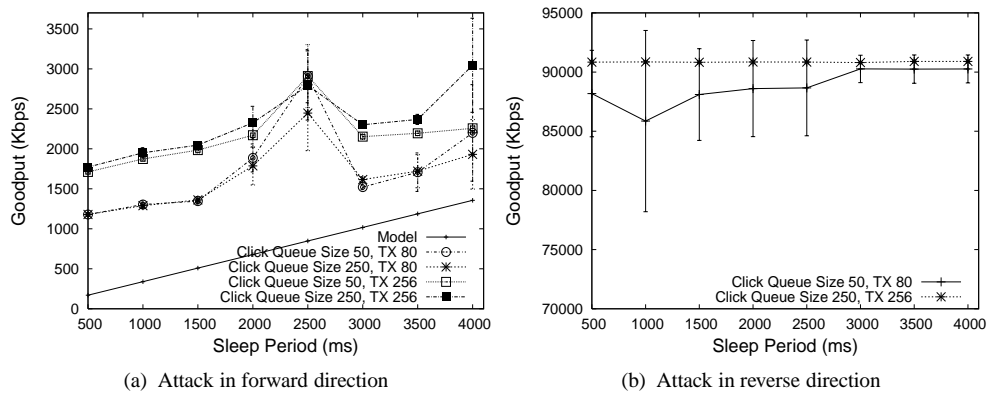 3500
3000
2500
2000
1500
1000
500
0
Goodput (Kbps)
500 1000 1500 2000 2500 3000 3500 4000
Sleep Period (ms)
Model
Click Queue Size 50, TX 80
Click Queue Size 250, TX 80
Click Queue Size 50, TX 256
Click Queue Size 250, TX 256
(a) Attack in forward direction
95000
90000
85000
80000
75000
70000
Goodput (Kbps)
500 1000 1500 2000 2500 3000 3500 4000
Sleep Period (ms)
Click Queue Size 50, TX 80
Click Queue Size 250, TX 256
(b) Attack in reverse direction